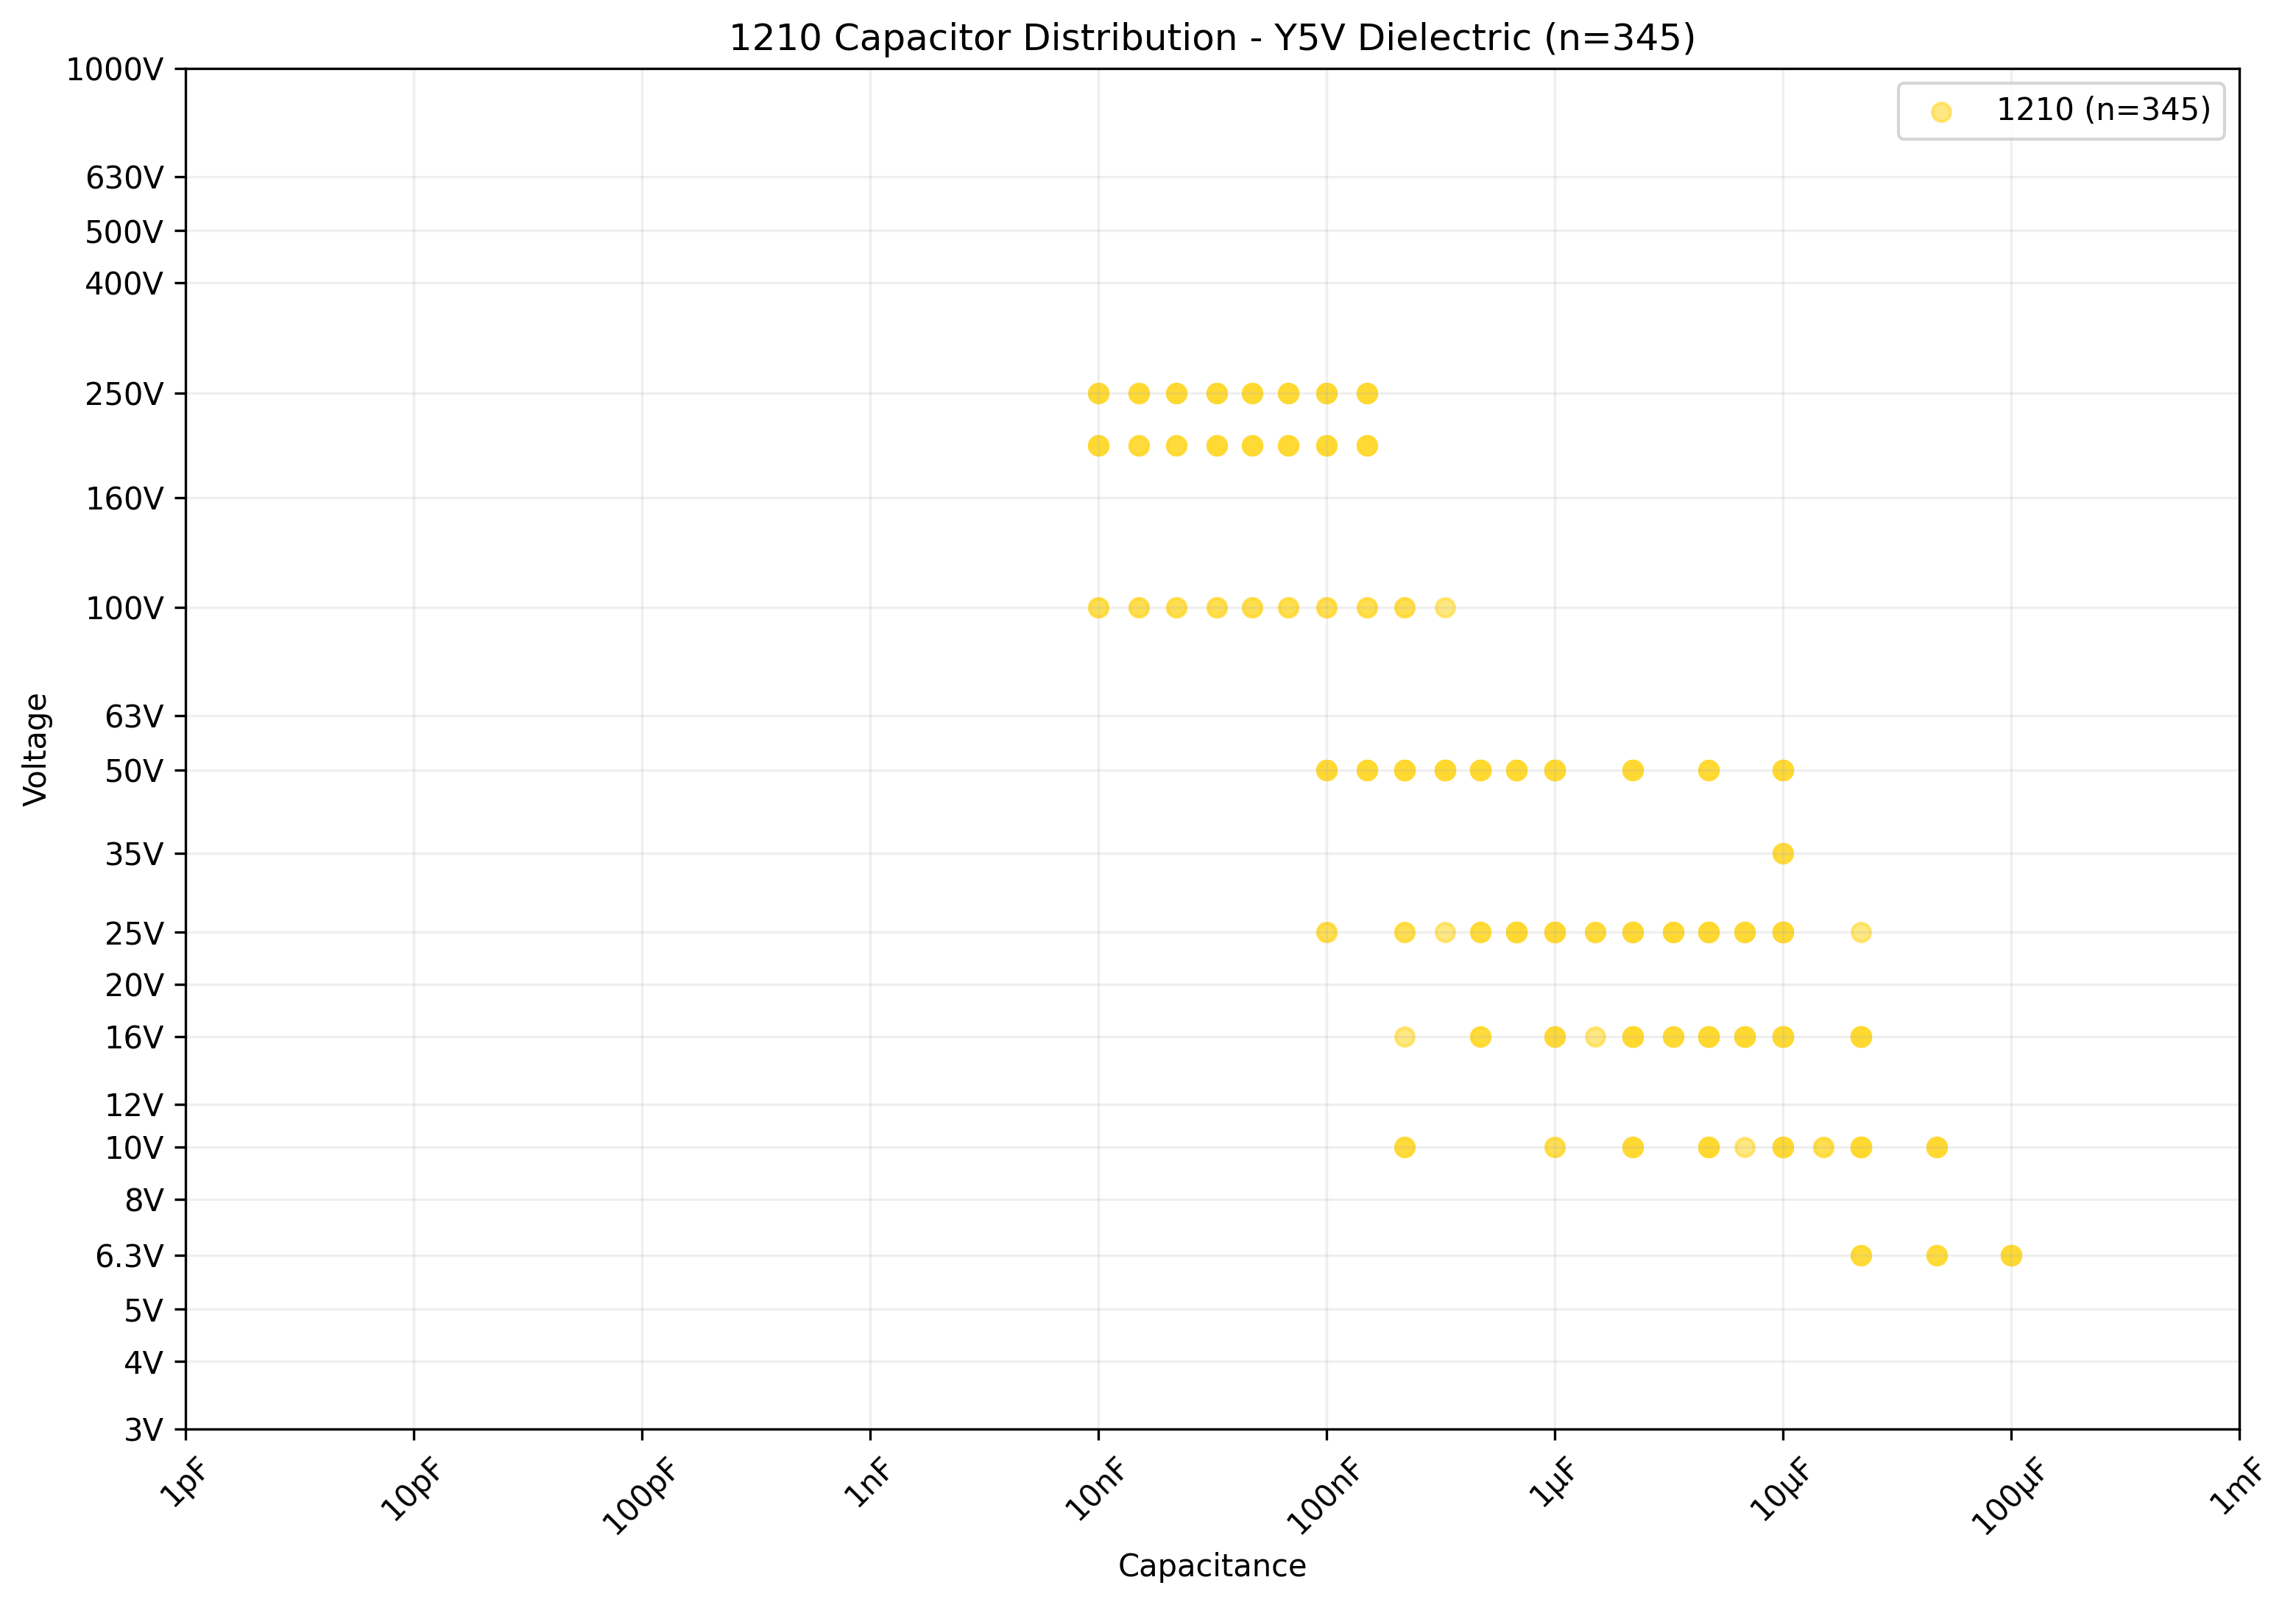 1210 Capacitor Distribution - Y5V Dielectric (n=345)
1210 (n=345)
Voltage
1000V
630V
500V
400V
250V
160V
100V
63V
50V
35V
25V
20V
16V
12V
10V
8V
6.3V
5V
4V
3V
1pF
10pF
100pF
1nF
10nF
100nF
1μF
10μF
100μF
1mF
Capacitance